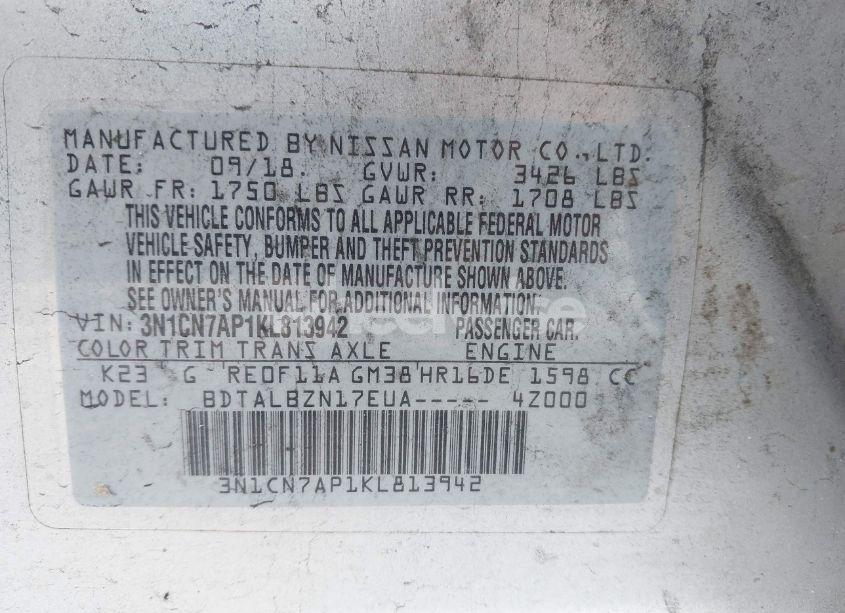 MANUFACTURED BY NISSAN MOTOR CO., LTD.
DATE: 09/18. GVWR: 3426 LBS
GAWR FR: 1750 LBS GAWR RR: 1708 LBS
THIS VEHICLE CONFORMS TO ALL APPLICABLE FEDERAL MOTOR
VEHICLE SAFETY, BUMPER AND THEFT PREVENTION STANDARDS
IN EFFECT ON THE DATE OF MANUFACTURE SHOWN ABOVE.
SEE OWNER'S MANUAL FOR ADDITIONAL INFORMATION.
VIN: 3N1CN7AP1KL813942 PASSENGER CAR.
COLOR TRIM TRANS AXLE ENGINE
K23 G RE0F11A GM38 HR16DE 1598 CC
MODEL: BDTALBZN17EUA----- 4Z000
3N1CN7AP1KL813942